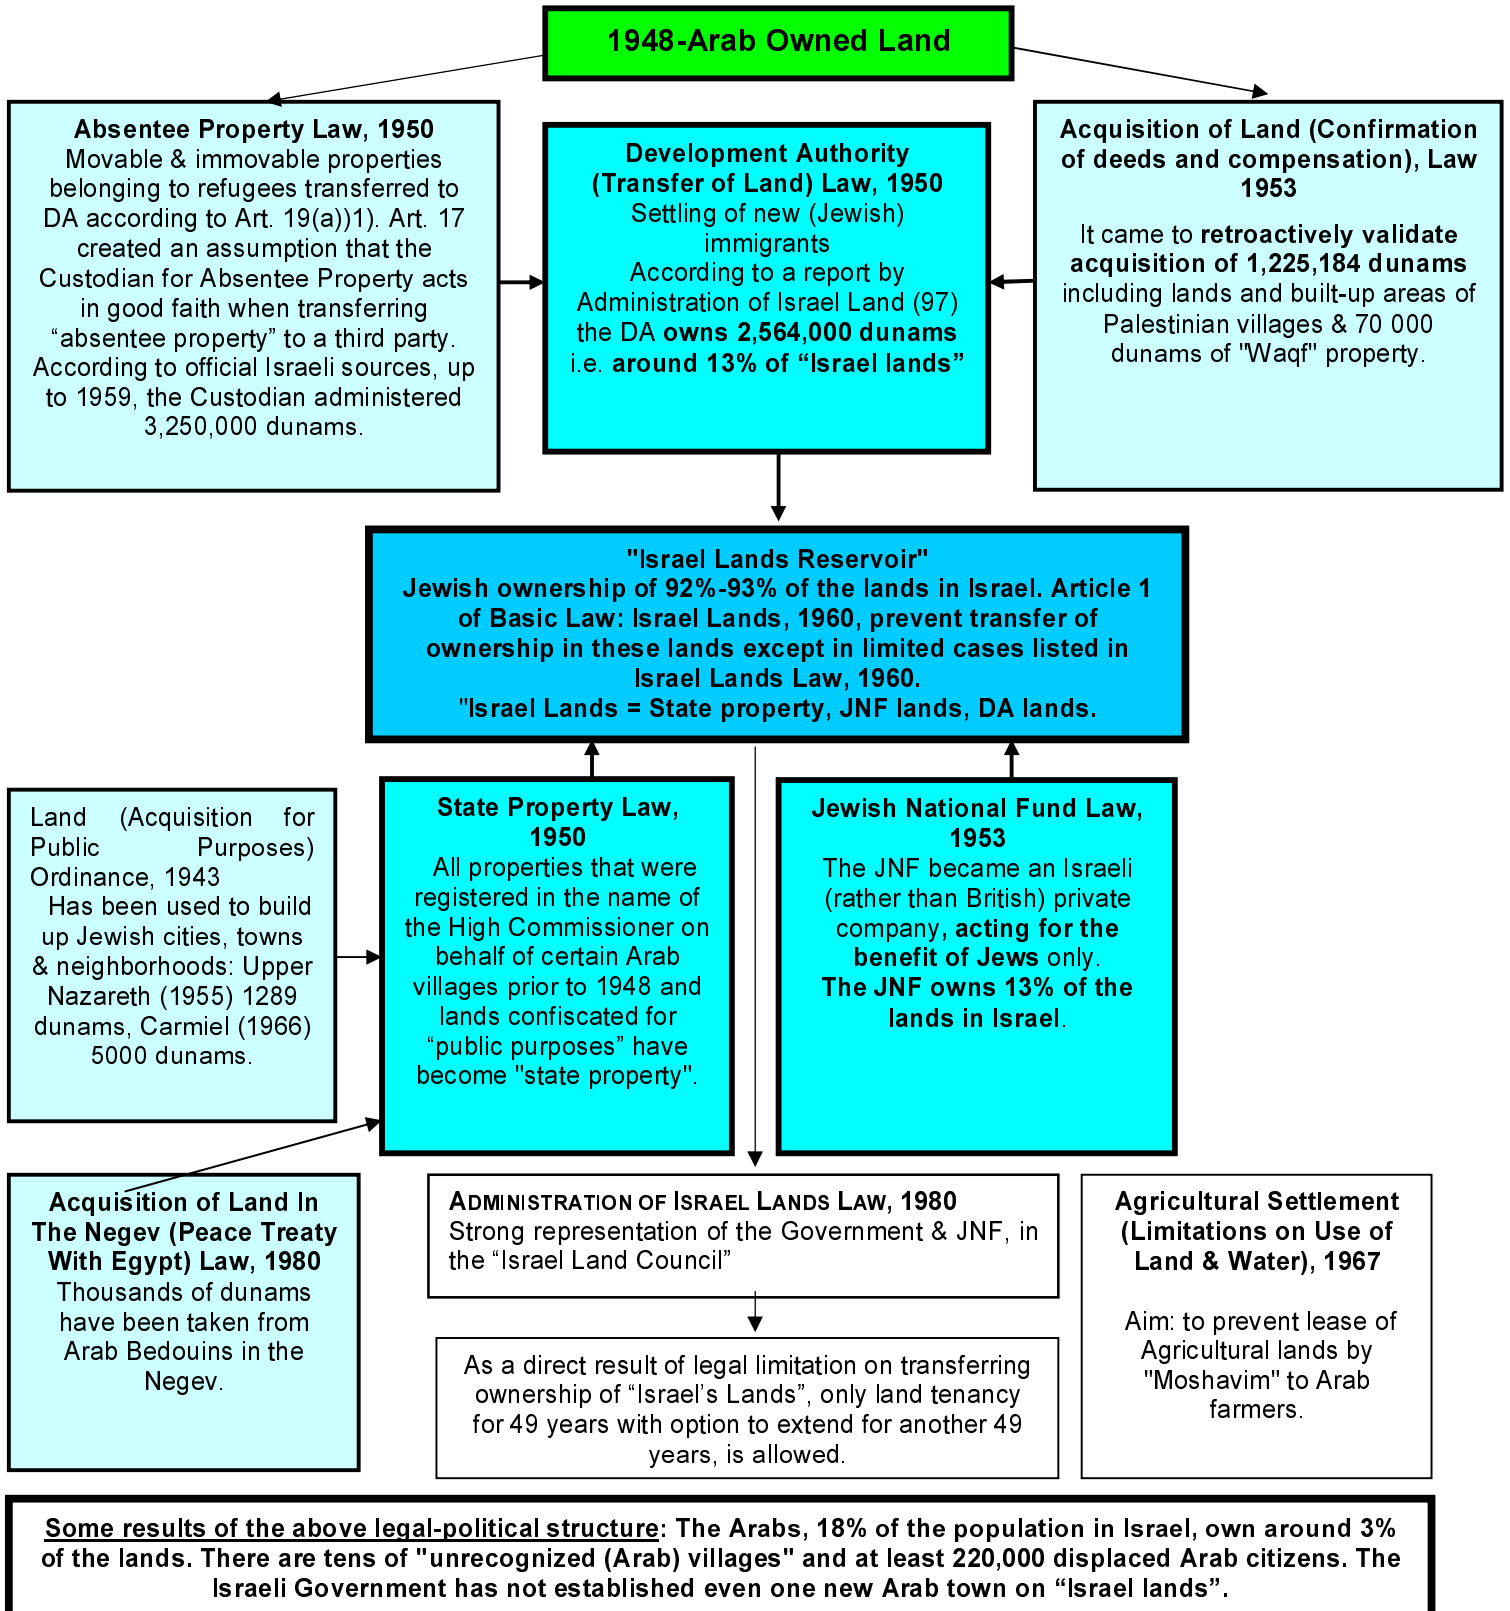 1948-Arab Owned Land
Absentee Property Law, 1950
Movable & immovable properties
belonging to refugees transferred to
DA according to Art. 19(a))1). Art. 17
created an assumption that the
Custodian for Absentee Property acts
in good faith when transferring
“absentee property” to a third party.
According to official Israeli sources, up
to 1959, the Custodian administered
3,250,000 dunams.
Development Authority
(Transfer of Land) Law, 1950
Settling of new (Jewish)
immigrants
According to a report by
Administration of Israel Land (97)
the DA owns 2,564,000 dunams
i.e. around 13% of “Israel lands”
Acquisition of Land (Confirmation
of deeds and compensation), Law
1953
It came to retroactively validate
acquisition of 1,225,184 dunams
including lands and built-up areas of
Palestinian villages & 70 000
dunams of "Waqf" property.
"Israel Lands Reservoir"
Jewish ownership of 92%-93% of the lands in Israel. Article 1
of Basic Law: Israel Lands, 1960, prevent transfer of
ownership in these lands except in limited cases listed in
Israel Lands Law, 1960.
"Israel Lands = State property, JNF lands, DA lands.
Land (Acquisition for
Public Purposes)
Ordinance, 1943
Has been used to build
up Jewish cities, towns
& neighborhoods: Upper
Nazareth (1955) 1289
dunams, Carmiel (1966)
5000 dunams.
State Property Law,
1950
All properties that were
registered in the name of
the High Commissioner on
behalf of certain Arab
villages prior to 1948 and
lands confiscated for
“public purposes” have
become "state property".
Jewish National Fund Law,
1953
The JNF became an Israeli
(rather than British) private
company, acting for the
benefit of Jews only.
The JNF owns 13% of the
lands in Israel.
Acquisition of Land In
The Negev (Peace Treaty
With Egypt) Law, 1980
Thousands of dunams
have been taken from
Arab Bedouins in the
Negev.
ADMINISTRATION OF ISRAEL LANDS LAW, 1980
Strong representation of the Government & JNF, in
the “Israel Land Council”
As a direct result of legal limitation on transferring
ownership of “Israel’s Lands”, only land tenancy
for 49 years with option to extend for another 49
years, is allowed.
Agricultural Settlement
(Limitations on Use of
Land & Water), 1967
Aim: to prevent lease of
Agricultural lands by
"Moshavim" to Arab
farmers.
Some results of the above legal-political structure: The Arabs, 18% of the population in Israel, own around 3%
of the lands. There are tens of "unrecognized (Arab) villages" and at least 220,000 displaced Arab citizens. The
Israeli Government has not established even one new Arab town on “Israel lands”.